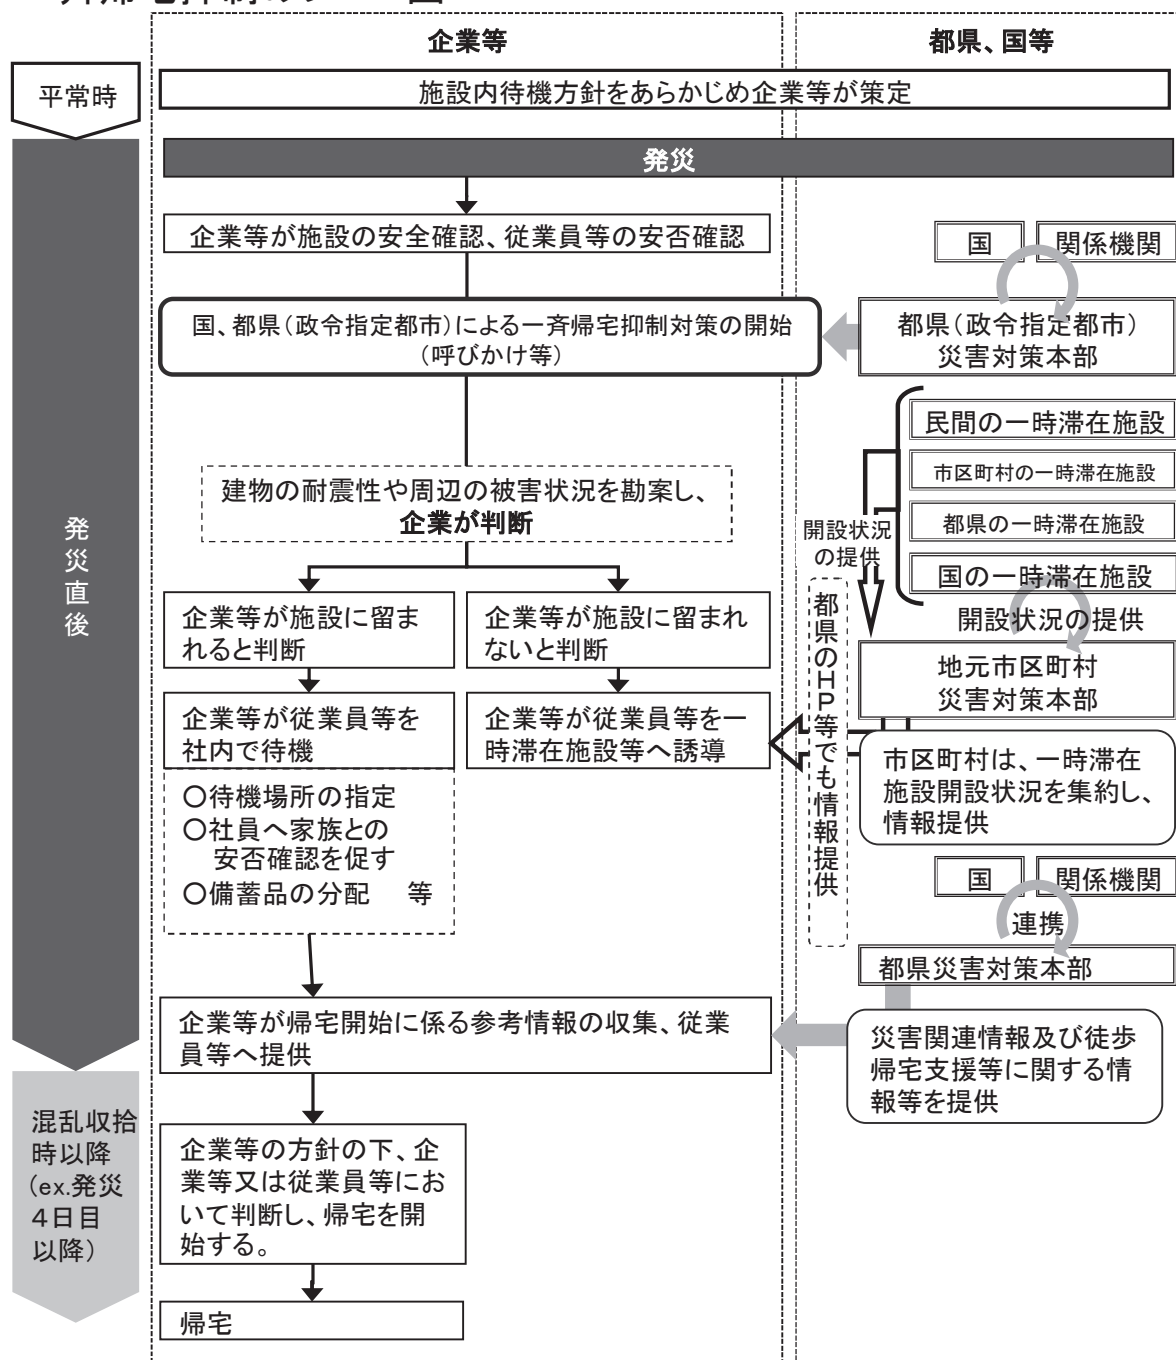 企業等
都県、国等
平常時
施設内待機方針をあらかじめ企業等が策定
発災
発災直後
企業等が施設の安全確認、従業員等の安否確認
国
関係機関
国、都県（政令指定都市）による一斉帰宅抑制対策の開始
（呼びかけ等）
都県（政令指定都市）
災害対策本部
民間の一時滞在施設
市区町村の一時滞在施設
都県の一時滞在施設
国の一時滞在施設
建物の耐震性や周辺の被害状況を勘案し、
企業が判断
開設状況
の提供
開設状況の提供
企業等が施設に留ま
れると判断
企業等が施設に留まれ
ないと判断
地元市区町村
災害対策本部
企業等が従業員等を
社内で待機
企業等が従業員等を一
時滞在施設等へ誘導
都県のHP等でも情報提供
市区町村は、一時滞在
施設開設状況を集約し、
情報提供
○待機場所の指定
○社員へ家族との
安否確認を促す
○備蓄品の分配　等
国
関係機関
連携
都県災害対策本部
企業等が帰宅開始に係る参考情報の収集、従業
員等へ提供
災害関連情報及び徒歩
帰宅支援等に関する情
報等を提供
混乱収拾
時以降
（ex.発災
４日目
以降）
企業等の方針の下、企
業等又は従業員等にお
いて判断し、帰宅を開
始する。
帰宅